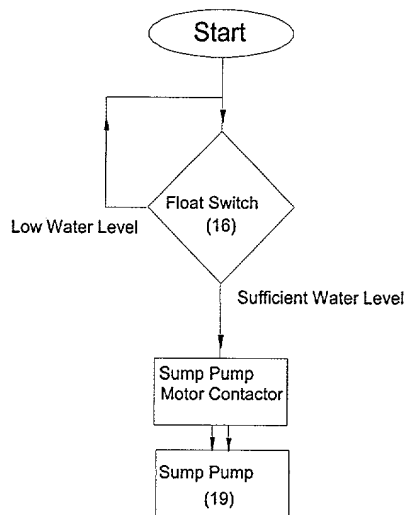 Start
Float Switch
(16)
Low Water Level
Sufficient Water Level
Sump Pump
Motor Contactor
Sump Pump
(19)